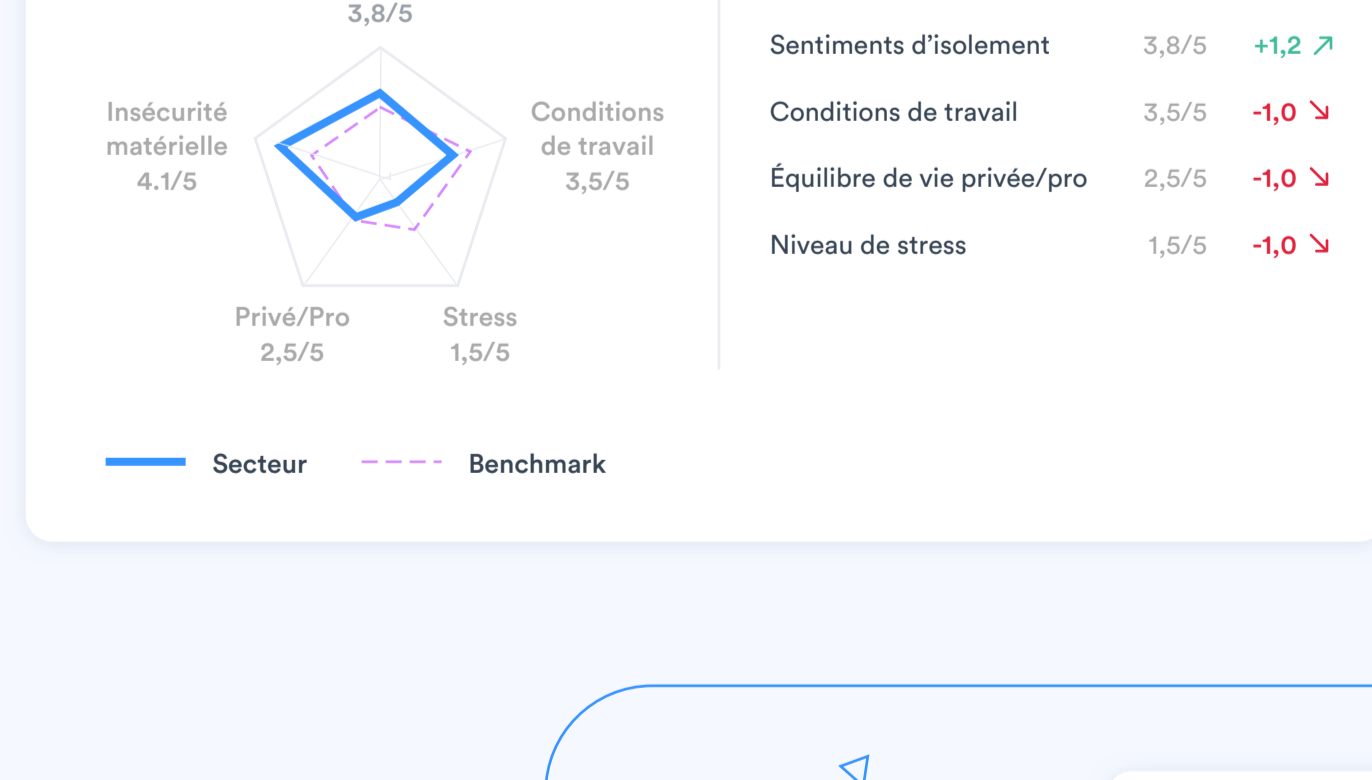 3,8/5
Insécurité
matérielle
4.1/5
Conditions
de travail
3,5/5
Privé/Pro
2,5/5
Stress
1,5/5
Secteur
Benchmark
Sentiments d’isolement 3,8/5 +1,2
Conditions de travail 3,5/5 -1,0
Équilibre de vie privée/pro 2,5/5 -1,0
Niveau de stress 1,5/5 -1,0